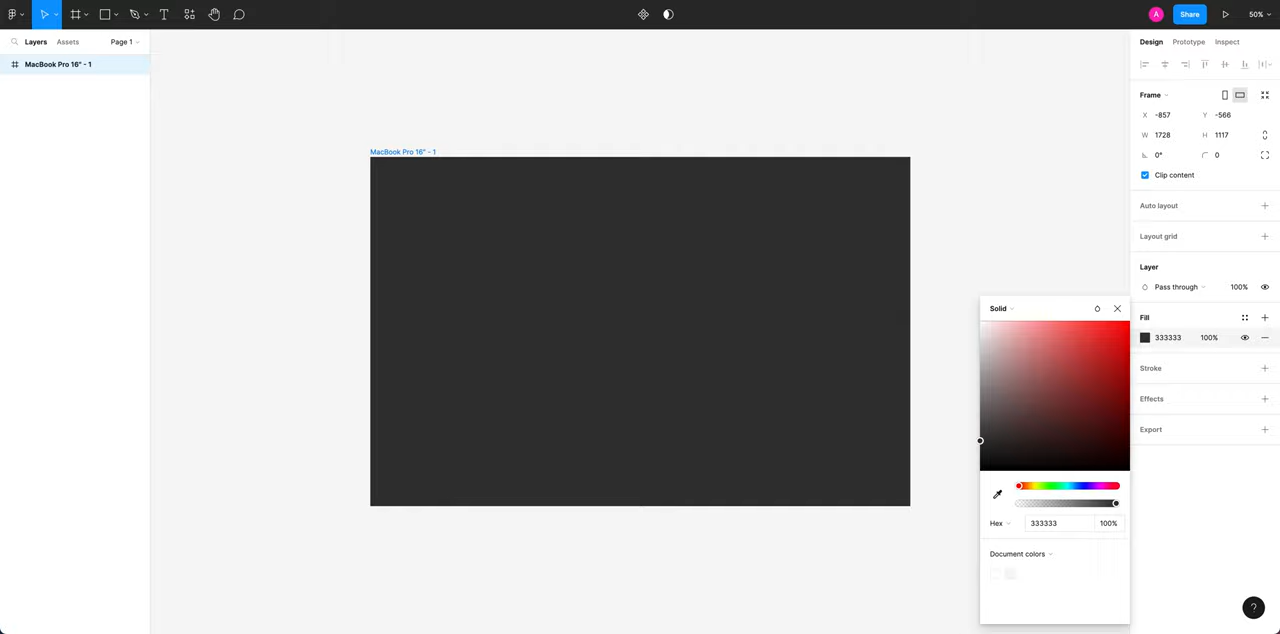 A
Share
50%
Layers
Assets
Page 1
MacBook Pro 16" - 1
MacBook Pro 16" - 1
Design
Prototype
Inspect
Frame
X
-857
Y
-566
W
1728
H
1117
0°
0
Clip content
Auto layout
Layout grid
Layer
Pass through
100%
Fill
333333
100%
Stroke
Effects
Export
Solid
Hex
333333
100%
Document colors
?